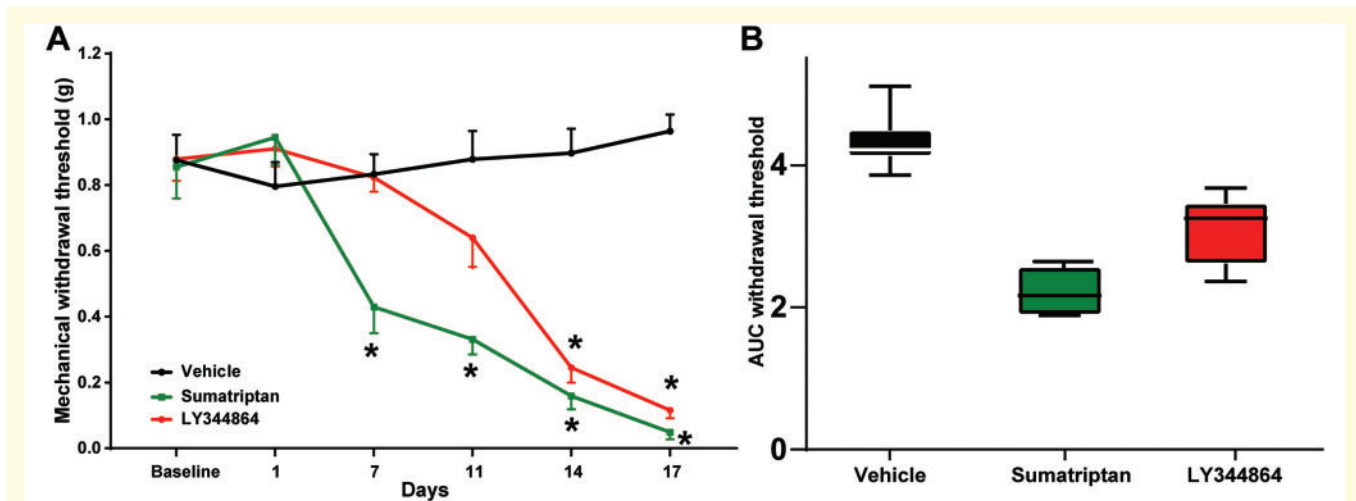 A
Mechanical withdrawal threshold (g)
1.2
1.0
0.8
0.6
0.4
0.2
0.0
* * * * * *
Vehicle
Sumatriptan
LY344864
Baseline 1 7 11 14 17
Days
B
AUC withdrawal threshold
4
2
0
Vehicle Sumatriptan LY344864